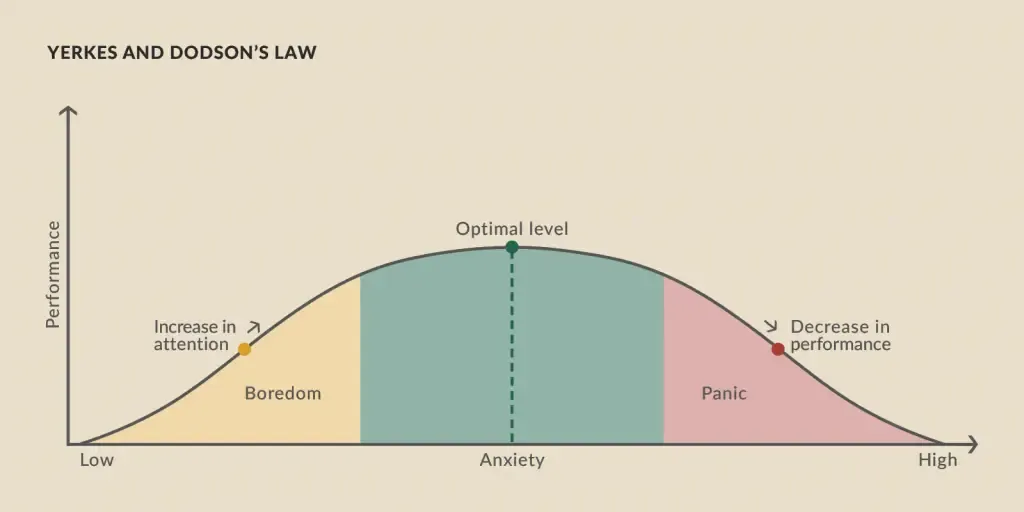 YERKES AND DODSON’S LAW
Performance
Optimal level
Increase in
attention
Decrease in
performance
Boredom
Panic
Low
Anxiety
High